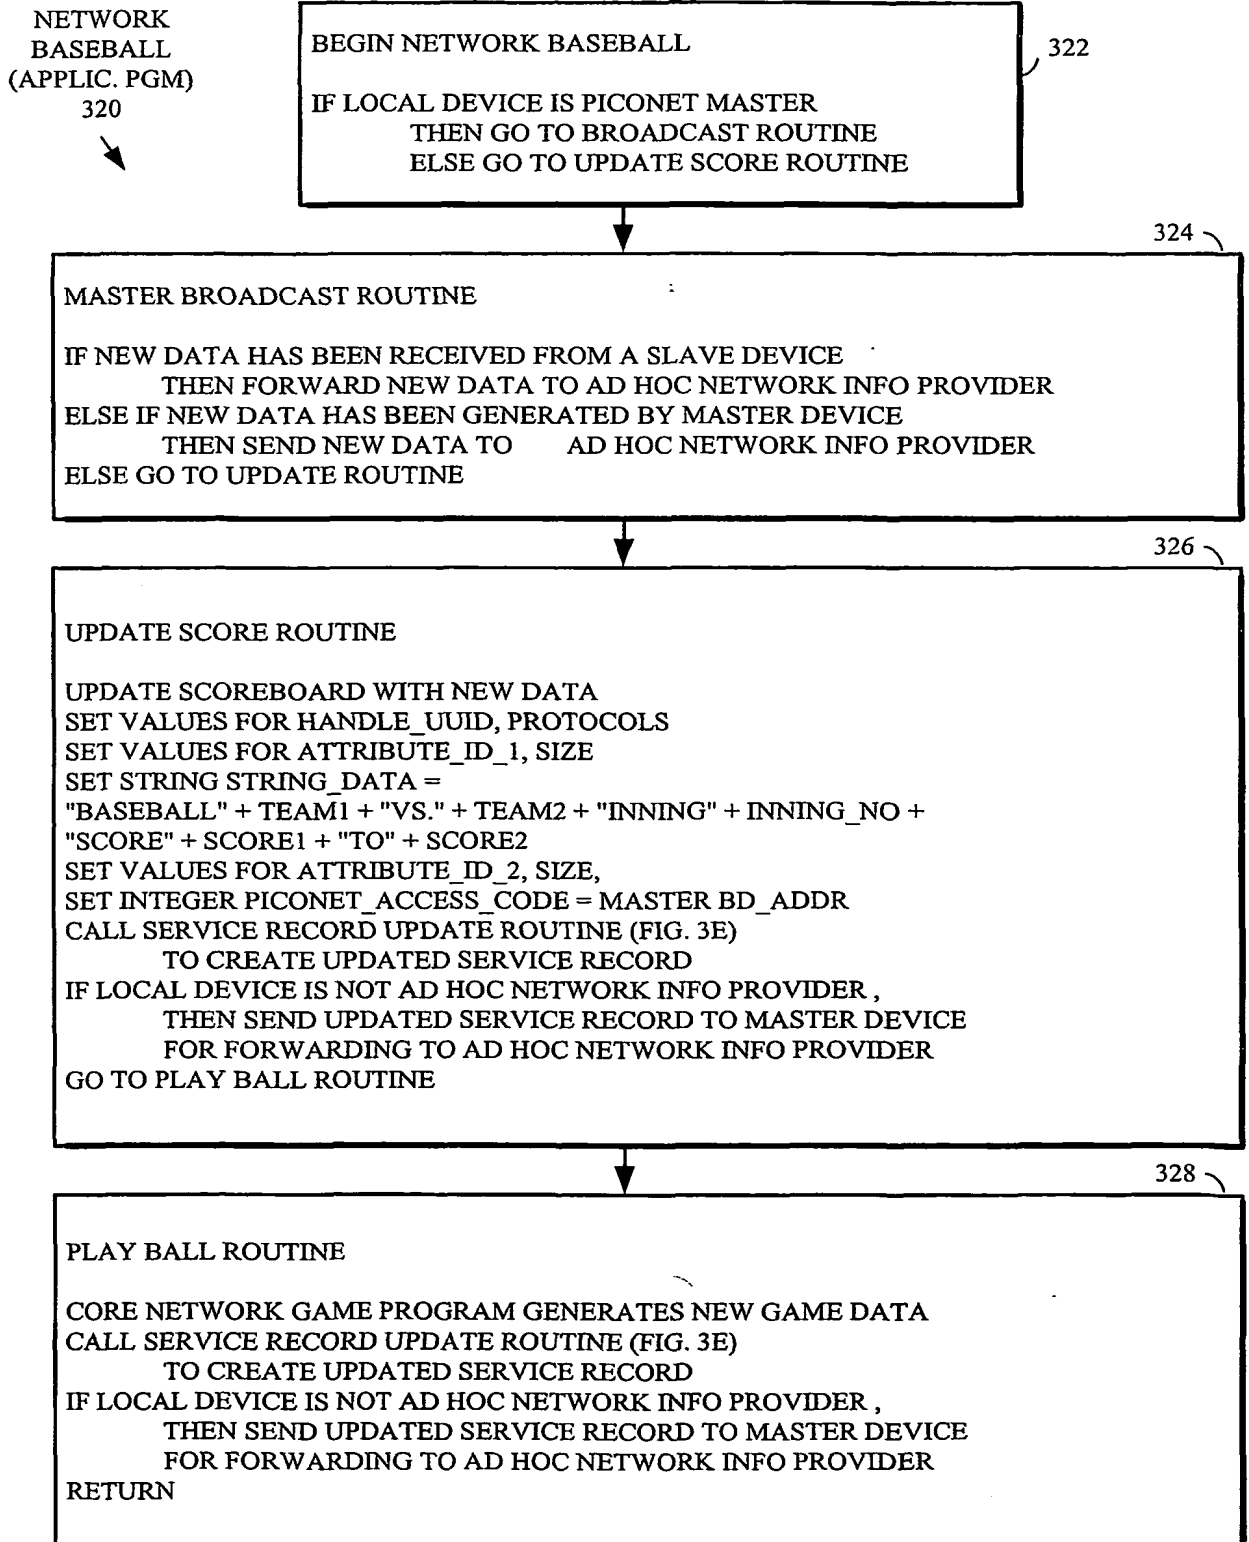 NETWORK
BASEBALL
(APPLIC. PGM)
320
BEGIN NETWORK BASEBALL
322
IF LOCAL DEVICE IS PICONET MASTER
THEN GO TO BROADCAST ROUTINE
ELSE GO TO UPDATE SCORE ROUTINE
324
MASTER BROADCAST ROUTINE
IF NEW DATA HAS BEEN RECEIVED FROM A SLAVE DEVICE
THEN FORWARD NEW DATA TO AD HOC NETWORK INFO PROVIDER
ELSE IF NEW DATA HAS BEEN GENERATED BY MASTER DEVICE
THEN SEND NEW DATA TO AD HOC NETWORK INFO PROVIDER
ELSE GO TO UPDATE ROUTINE
326
UPDATE SCORE ROUTINE
UPDATE SCOREBOARD WITH NEW DATA
SET VALUES FOR HANDLE_UUID, PROTOCOLS
SET VALUES FOR ATTRIBUTE_ID_1, SIZE
SET STRING STRING_DATA =
"BASEBALL" + TEAM1 + "VS." + TEAM2 + "INNING" + INNING_NO +
"SCORE" + SCORE1 + "TO" + SCORE2
SET VALUES FOR ATTRIBUTE_ID_2, SIZE,
SET INTEGER PICONET_ACCESS_CODE = MASTER BD_ADDR
CALL SERVICE RECORD UPDATE ROUTINE (FIG. 3E)
TO CREATE UPDATED SERVICE RECORD
IF LOCAL DEVICE IS NOT AD HOC NETWORK INFO PROVIDER ,
THEN SEND UPDATED SERVICE RECORD TO MASTER DEVICE
FOR FORWARDING TO AD HOC NETWORK INFO PROVIDER
GO TO PLAY BALL ROUTINE
328
PLAY BALL ROUTINE
CORE NETWORK GAME PROGRAM GENERATES NEW GAME DATA
CALL SERVICE RECORD UPDATE ROUTINE (FIG. 3E)
TO CREATE UPDATED SERVICE RECORD
IF LOCAL DEVICE IS NOT AD HOC NETWORK INFO PROVIDER ,
THEN SEND UPDATED SERVICE RECORD TO MASTER DEVICE
FOR FORWARDING TO AD HOC NETWORK INFO PROVIDER
RETURN